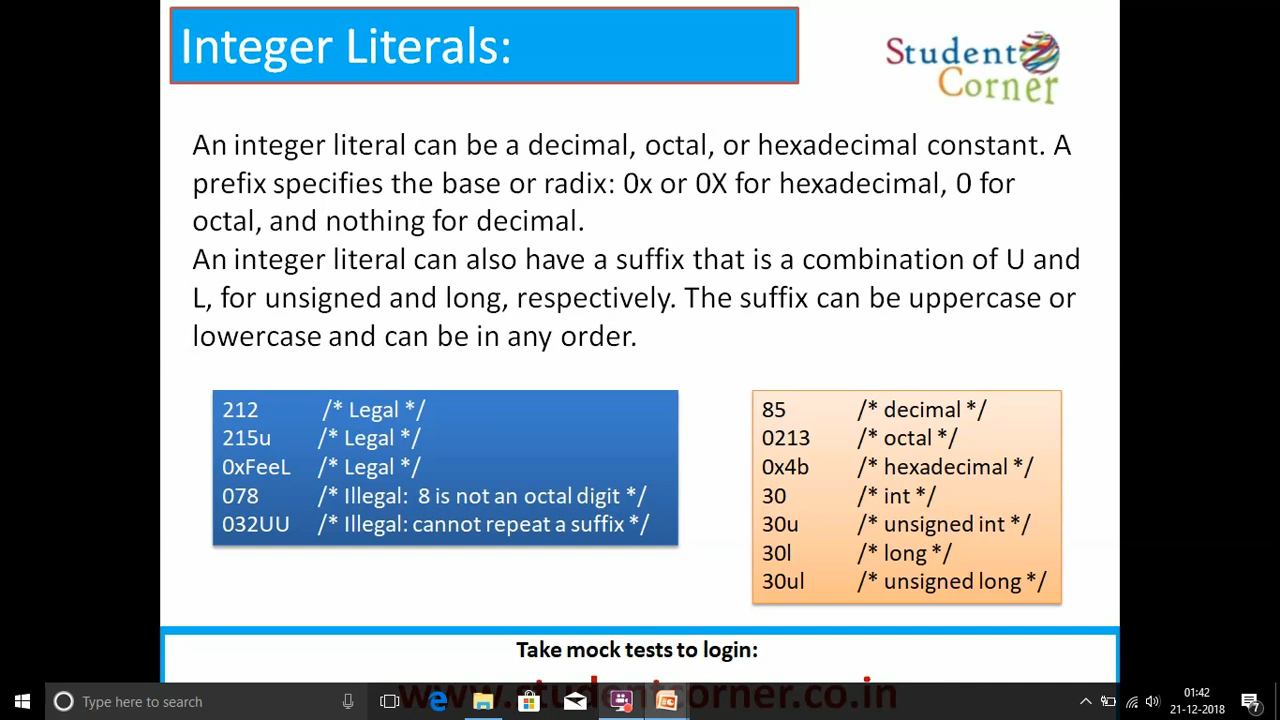 Integer Literals:
Student
Corner
An integer literal can be a decimal, octal, or hexadecimal constant. A
prefix specifies the base or radix: 0x or 0X for hexadecimal, 0 for
octal, and nothing for decimal.
An integer literal can also have a suffix that is a combination of U and
L, for unsigned and long, respectively. The suffix can be uppercase or
lowercase and can be in any order.
212 /* Legal */
215u /* Legal */
0xFeeL /* Legal */
078 /* Illegal: 8 is not an octal digit */
032UU /* Illegal: cannot repeat a suffix */
85 /* decimal */
0213 /* octal */
0x4b /* hexadecimal */
30 /* int */
30u /* unsigned int */
30l /* long */
30ul /* unsigned long */
Take mock tests to login:
www.studentcorner.co.in
Type here to search
01:42
21-12-2018
7